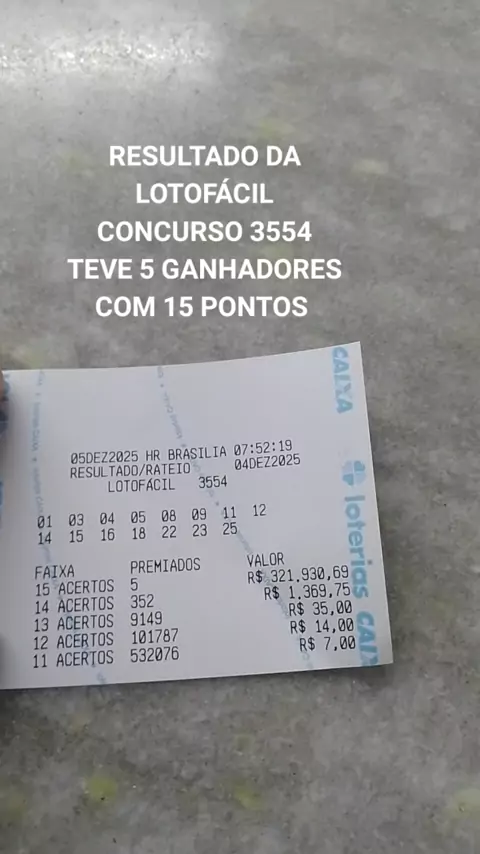 RESULTADO DA
LOTOFÁCIL
CONCURSO 3554
TEVE 5 GANHADORES
COM 15 PONTOS
CAIXA
loterias CAIXA
05DEZ2025 HR BRASILIA 07:52:19
RESULTADO/RATEIO 04DEZ2025
LOTOFÁCIL 3554
01 03 04 05 08 09 11 12
14 15 16 18 22 23 25
FAIXA PREMIADOS VALOR
15 ACERTOS 5 R$ 321.930,69
14 ACERTOS 352 R$ 1.369,75
13 ACERTOS 9149 R$ 35,00
12 ACERTOS 101787 R$ 14,00
11 ACERTOS 532076 R$ 7,00